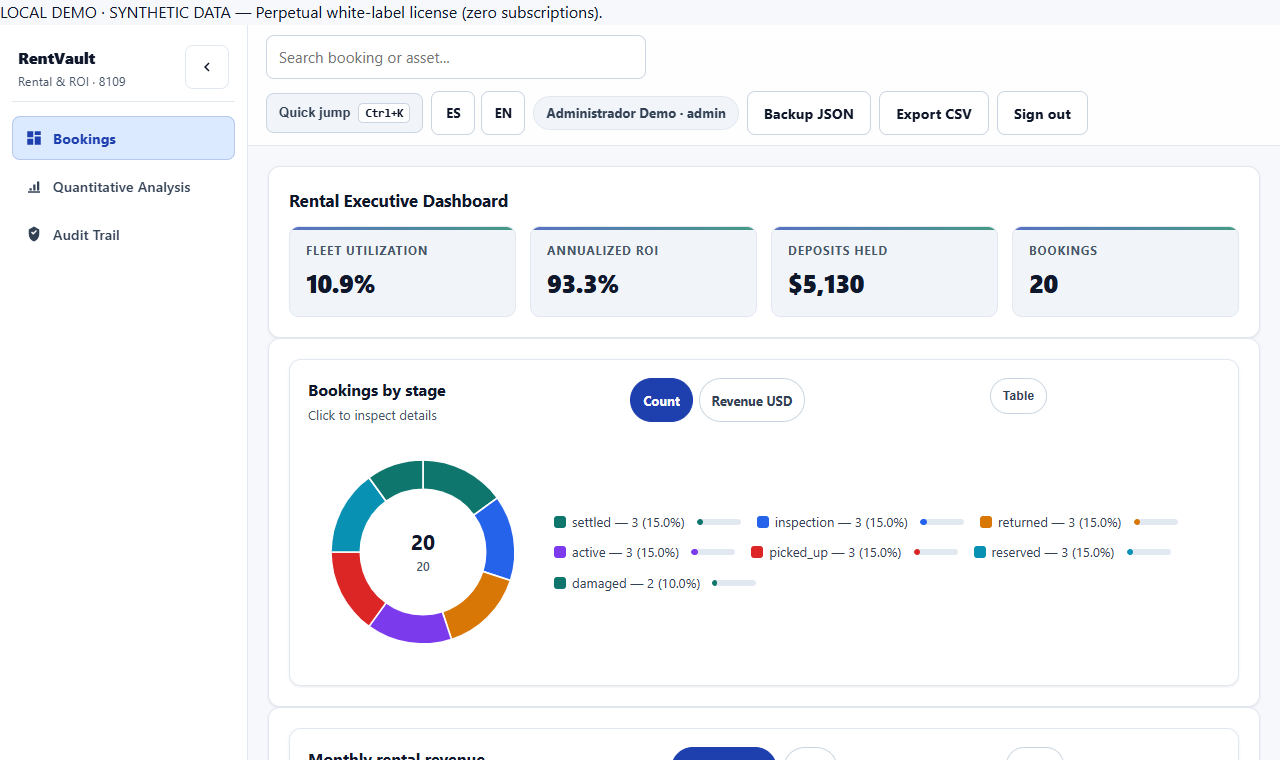 LOCAL DEMO · SYNTHETIC DATA — Perpetual white-label license (zero subscriptions).
RentVault
Rental & ROI · 8109
Bookings
Quantitative Analysis
Audit Trail
Search booking or asset...
Quick jump Ctrl+K
ES
EN
Administrador Demo · admin
Backup JSON
Export CSV
Sign out
Rental Executive Dashboard
FLEET UTILIZATION
10.9%
ANNUALIZED ROI
93.3%
DEPOSITS HELD
$5,130
BOOKINGS
20
Bookings by stage
Click to inspect details
Count
Revenue USD
Table
20
20
settled — 3 (15.0%)
inspection — 3 (15.0%)
returned — 3 (15.0%)
active — 3 (15.0%)
picked_up — 3 (15.0%)
reserved — 3 (15.0%)
damaged — 2 (10.0%)
Monthly rental revenue